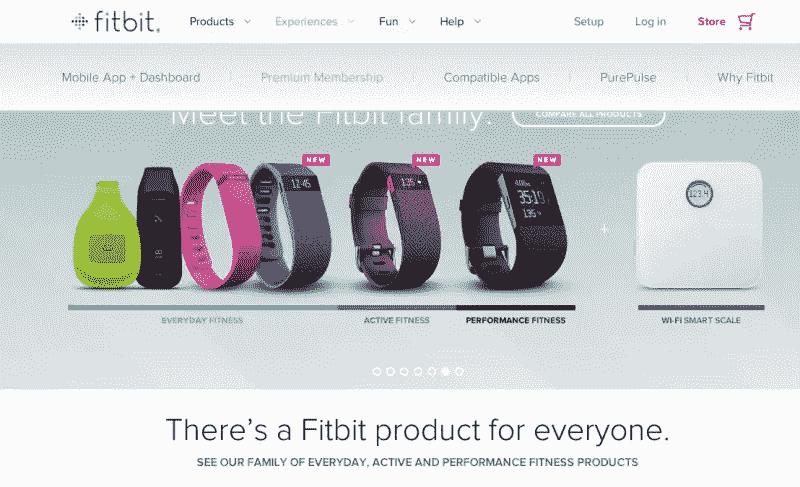 fitbit.
Products Experiences Fun Help Setup Log in Store
Mobile App + Dashboard Premium Membership Compatible Apps PurePulse Why Fitbit
Meet the Fitbit family. COMPARE ALL PRODUCTS
NEW NEW NEW
12:45
EVERYDAY FITNESS ACTIVE FITNESS PERFORMANCE FITNESS WI-FI SMART SCALE
There's a Fitbit product for everyone.
SEE OUR FAMILY OF EVERYDAY, ACTIVE AND PERFORMANCE FITNESS PRODUCTS